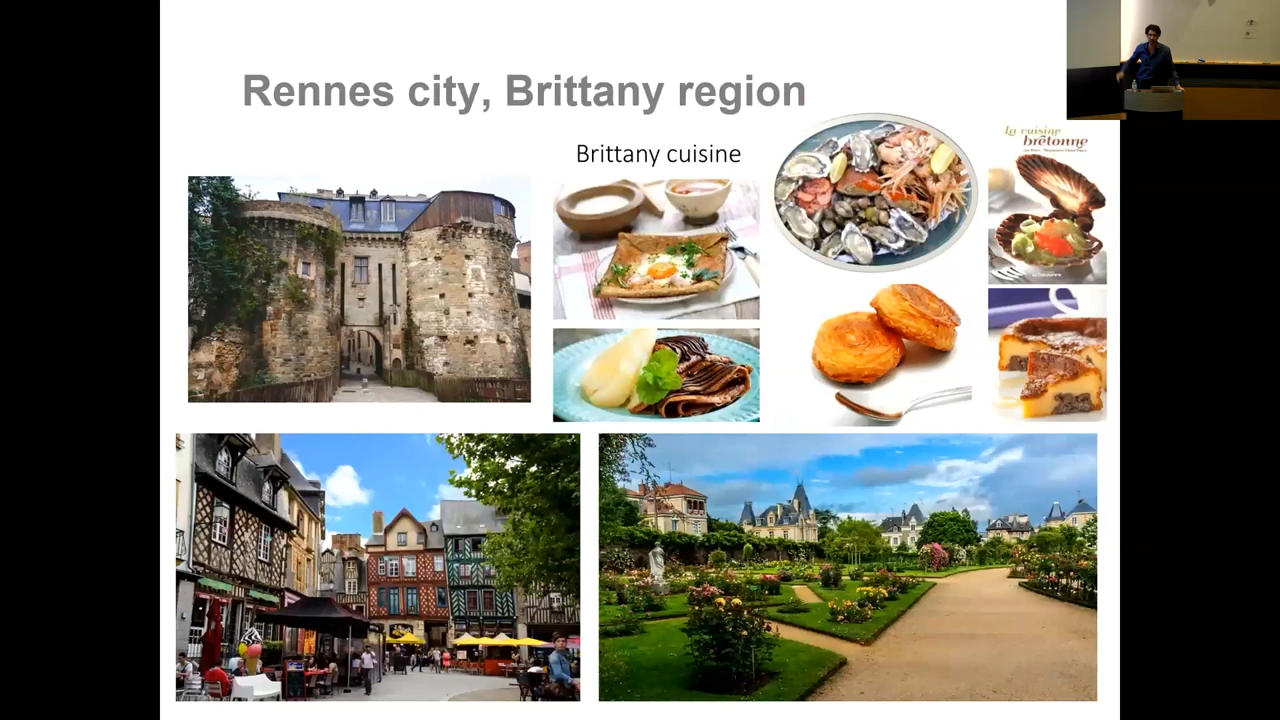 Rennes city, Brittany region
Brittany cuisine
La cuisine
bretonne